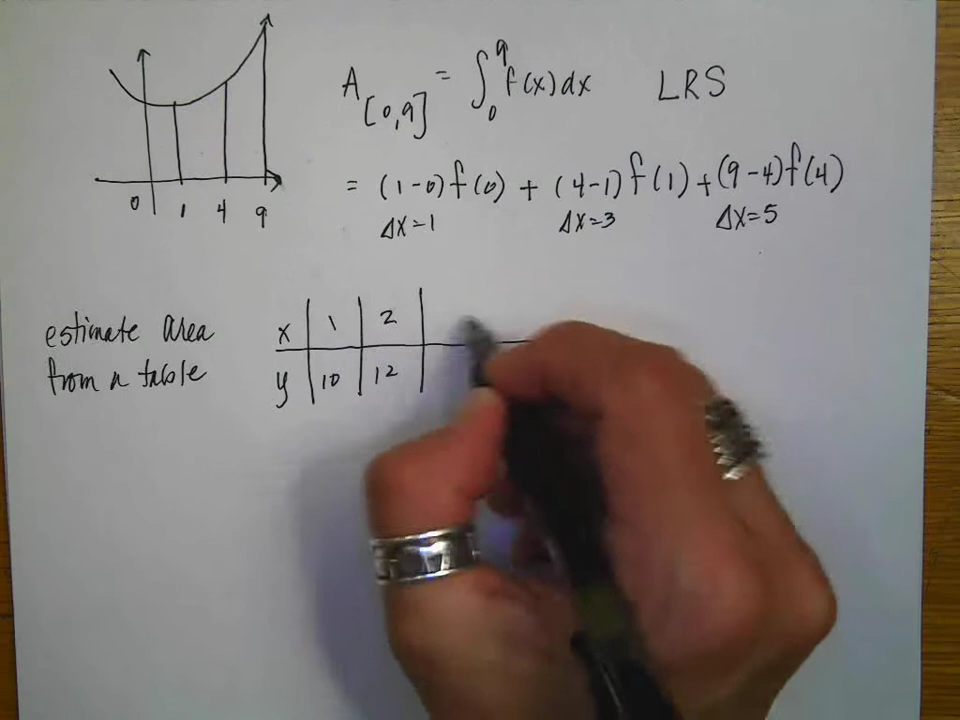 A[0,9] = ∫₀⁹ f(x)dx LRS
= (1-0)f(0) + (4-1)f(1) + (9-4)f(4)
Δx=1 Δx=3 Δx=5
0 1 4 9
estimate area
from a table
x 1 2
y 10 12